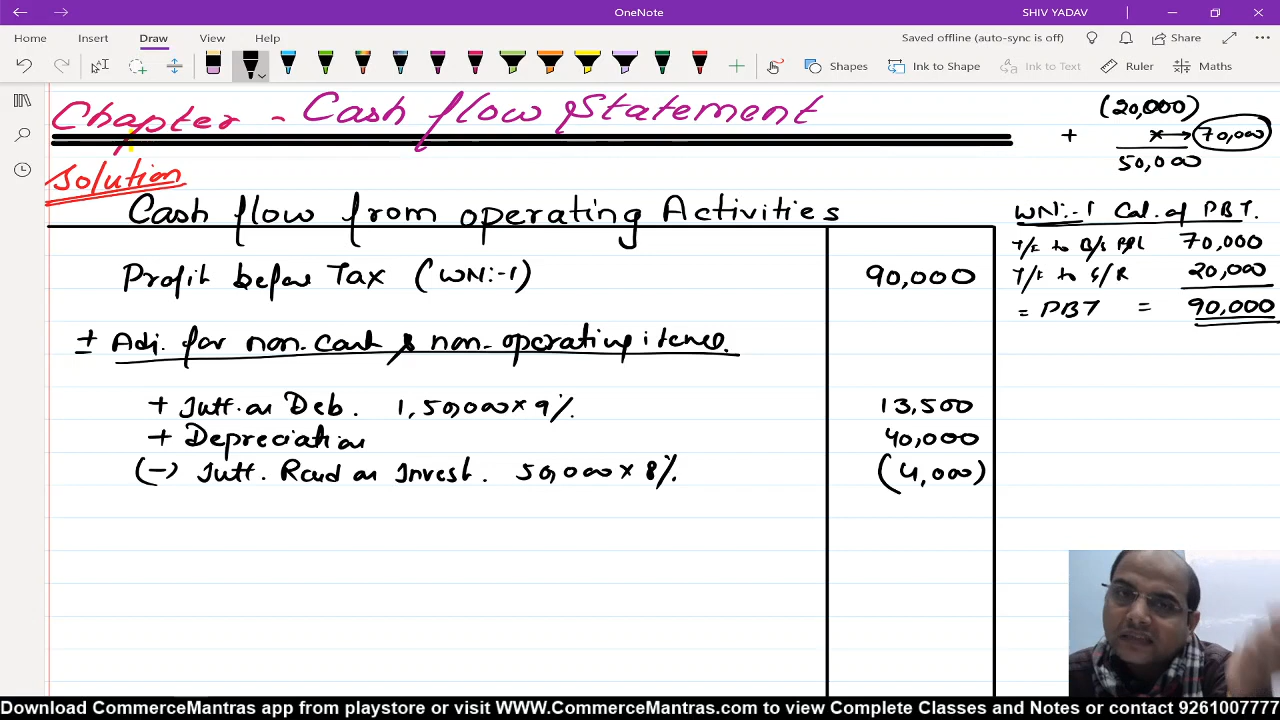 OneNote
SHIV YADAV
Home Insert Draw View Help
Saved offline (auto-sync is off)
Share
Shapes
Ink to Shape
Ink to Text
Ruler
Maths
Chapter - Cash flow Statement
(20,000)
+ x → 70,000
50,000
Solution
Cash flow from operating Activities
WN:-1 Cal. of PBT.
T/f to B/S 70,000
T/f to G/R 20,000
= PBT = 90,000
Profit before Tax (WN:-1) 90,000
± Adj. for non-cash & non-operating items.
+ Intt. on Deb. 1,50,000 x 9% 13,500
+ Depreciation 40,000
(-) Intt. Recd on Invest. 50,000 x 8% (4,000)
Download CommerceMantras app from playstore or visit WWW.CommerceMantras.com to view Complete Classes and Notes or contact 9261007777